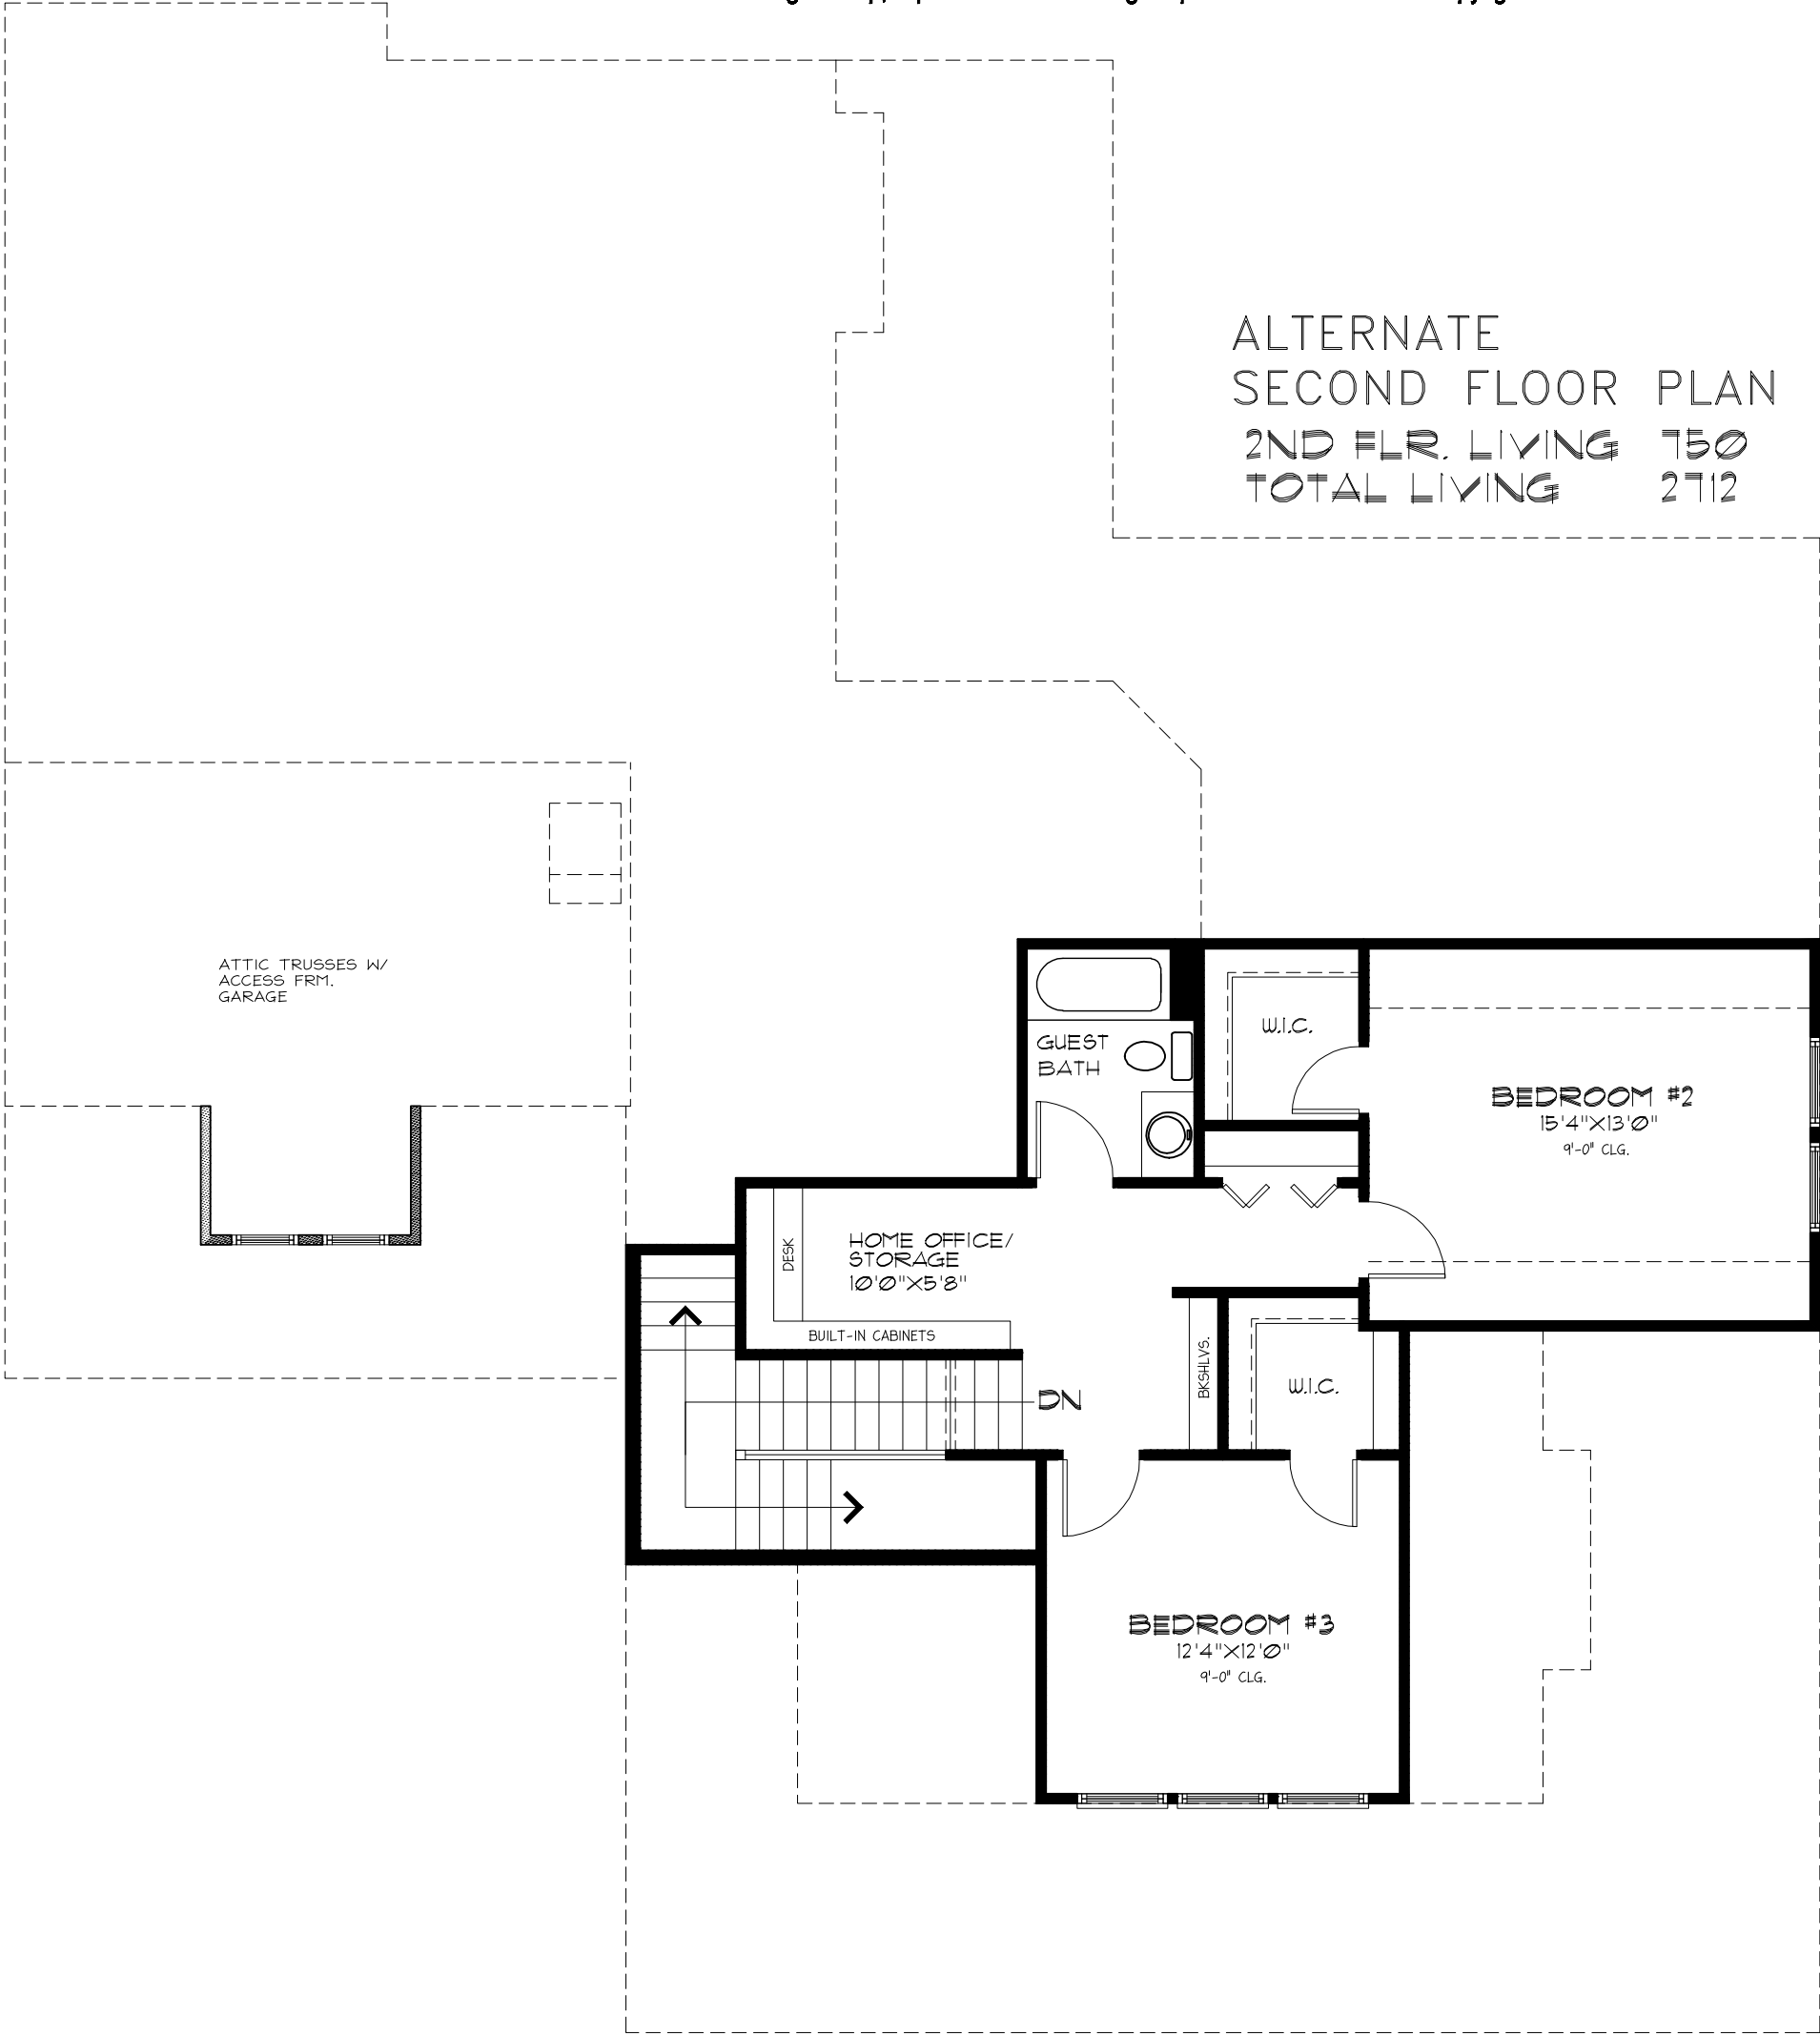 ALTERNATE
SECOND FLOOR PLAN
2ND FLR. LIVING 750
TOTAL LIVING 2712
ATTIC TRUSSES W/
ACCESS FRM.
GARAGE
GUEST
BATH
W.I.C.
BEDROOM #2
15'4"X13'0"
9'-0" CLG.
DESK
HOME OFFICE/
STORAGE
10'0"X5'8"
BUILT-IN CABINETS
BKSHLVS.
W.I.C.
DN
BEDROOM #3
12'4"X12'0"
9'-0" CLG.